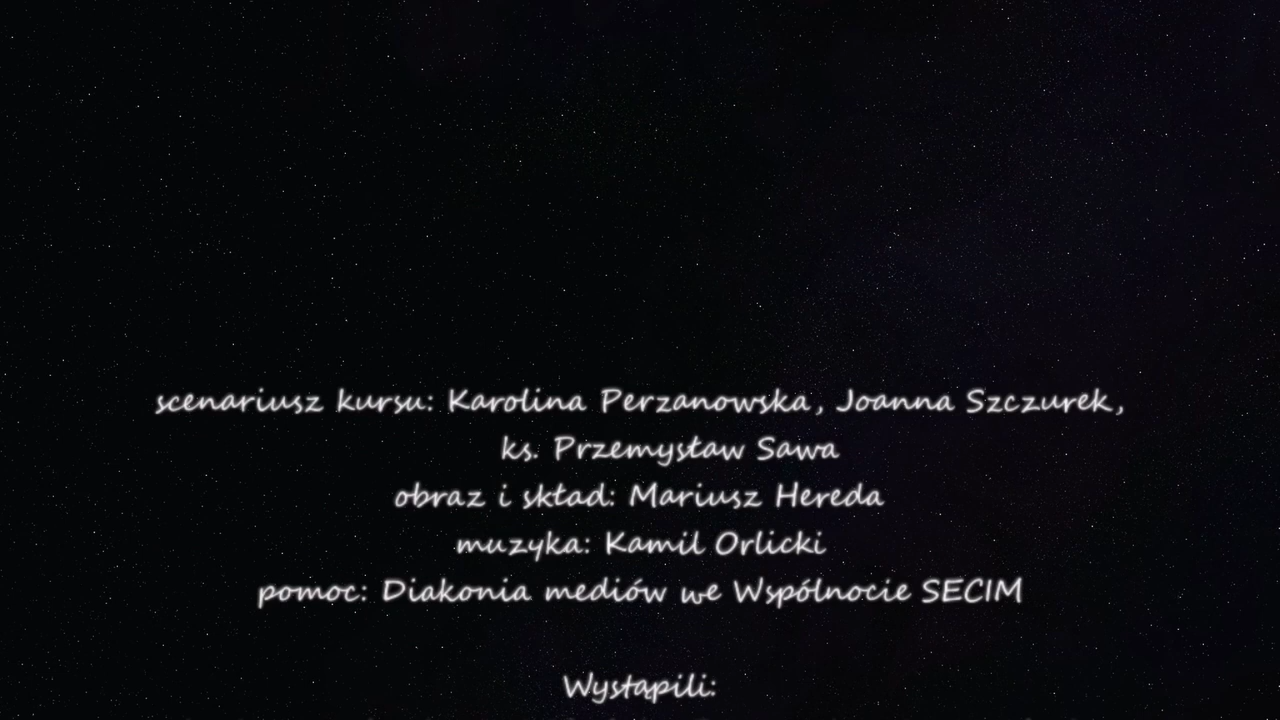 scenariusz kursu: Karolina Perzanowska, Joanna Szczurek,
ks. Przemysław Sawa
obraz i skład: Mariusz Hereda
muzyka: Kamil Orlicki
pomoc: Diakonia mediów we Wspólnocie SECIM
Wystąpili: